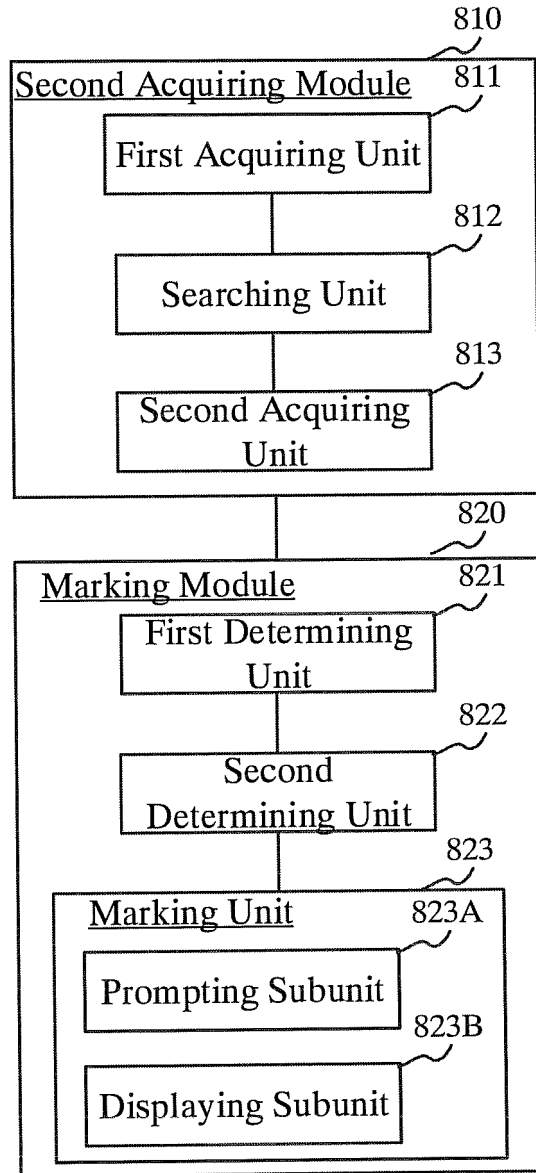 810
Second Acquiring Module
811
First Acquiring Unit
812
Searching Unit
813
Second Acquiring
Unit
820
Marking Module
821
First Determining
Unit
822
Second
Determining Unit
823
Marking Unit
823A
Prompting Subunit
823B
Displaying Subunit